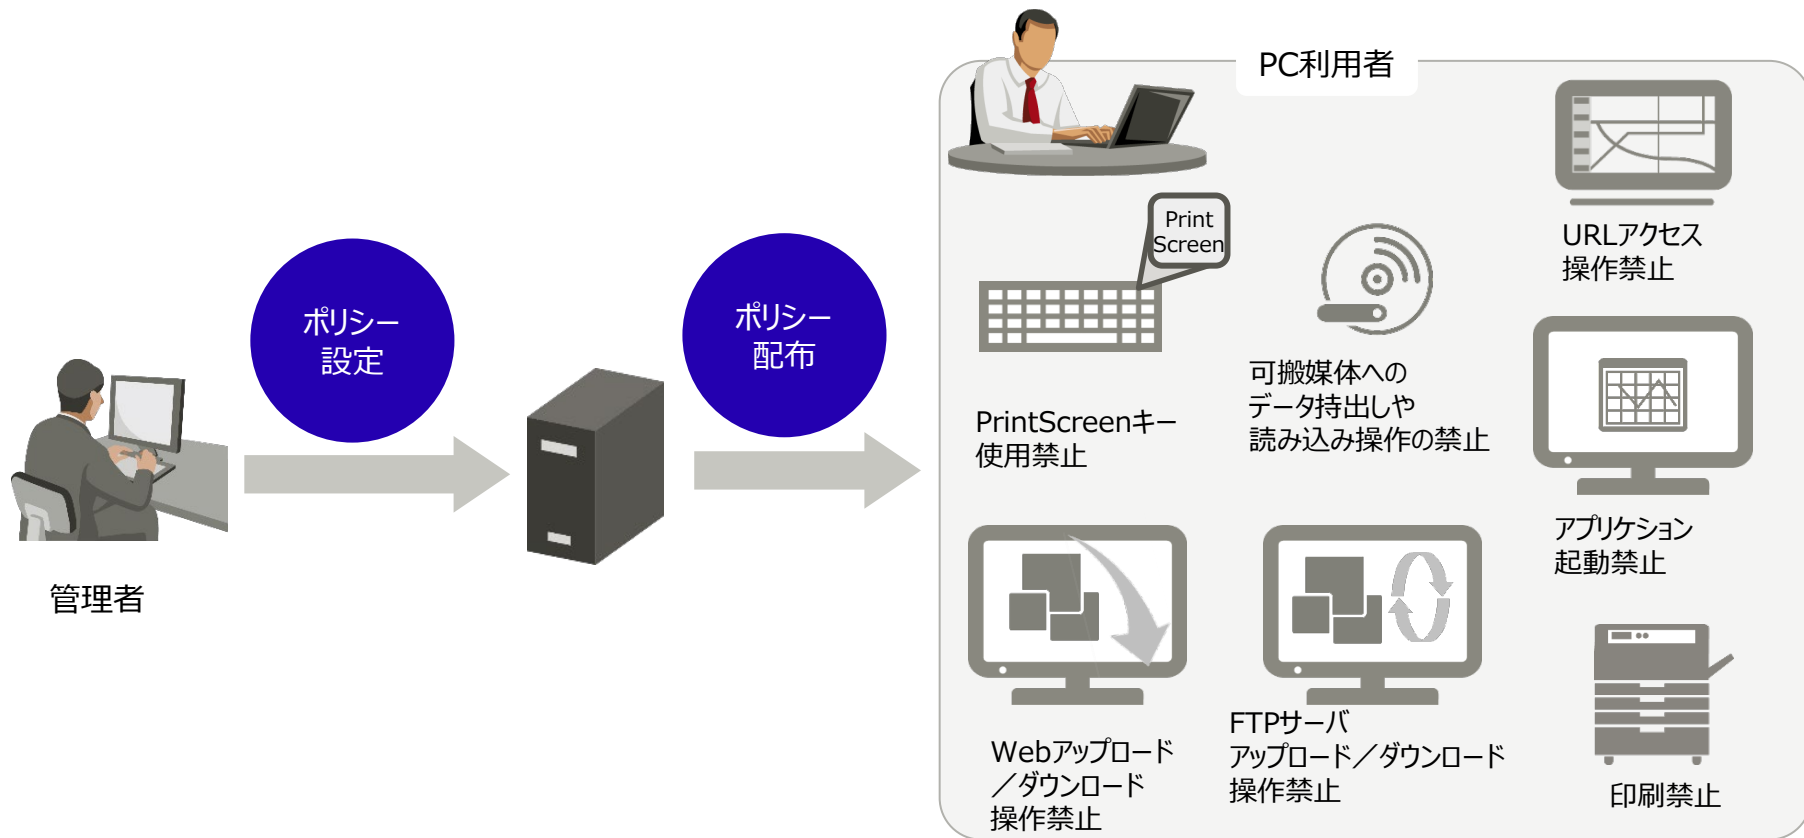 PC利用者
ポリシー
設定
ポリシー
配布
管理者
Print
Screen
PrintScreenキー
使用禁止
可搬媒体への
データ持出しや
読み込み操作の禁止
URLアクセス
操作禁止
アプリケション
起動禁止
Webアップロード
／ダウンロード
操作禁止
FTPサーバ
アップロード／ダウンロード
操作禁止
印刷禁止